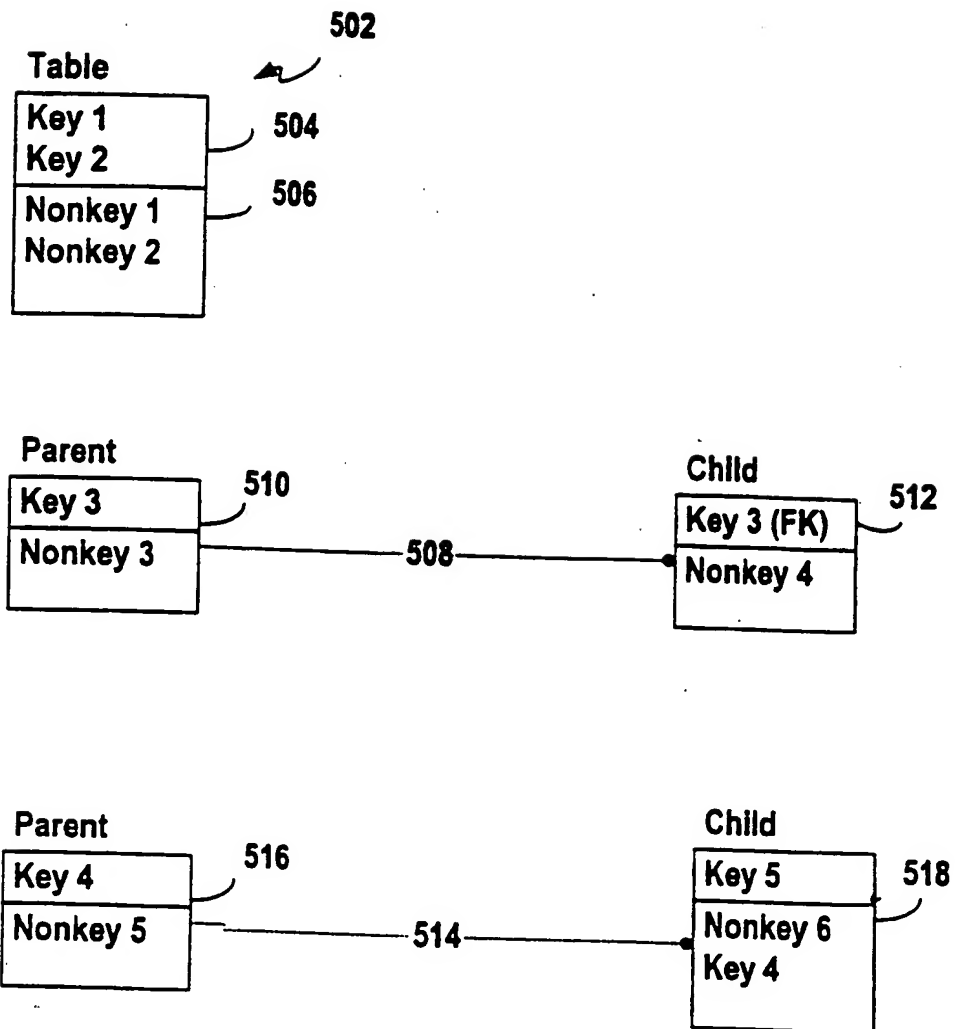 502
Table
Key 1
Key 2
504
506
Nonkey 1
Nonkey 2
Parent
Key 3
510
Nonkey 3
508
Child
Key 3 (FK)
512
Nonkey 4
Parent
Key 4
516
Nonkey 5
514
Child
Key 5
518
Nonkey 6
Key 4